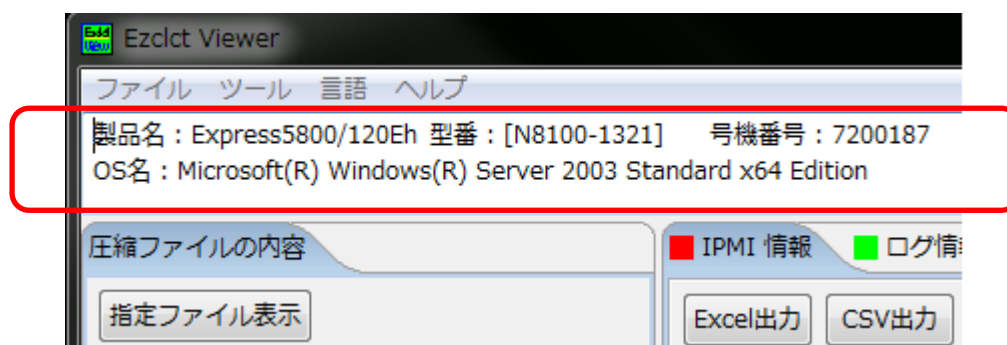 Ezclct Viewer
ファイル ツール 言語 ヘルプ
製品名：Express5800/120Eh 型番：[N8100-1321] 号機番号：7200187
OS名：Microsoft(R) Windows(R) Server 2003 Standard x64 Edition
圧縮ファイルの内容 IPMI 情報 ログ情
指定ファイル表示 Excel出力 CSV出力